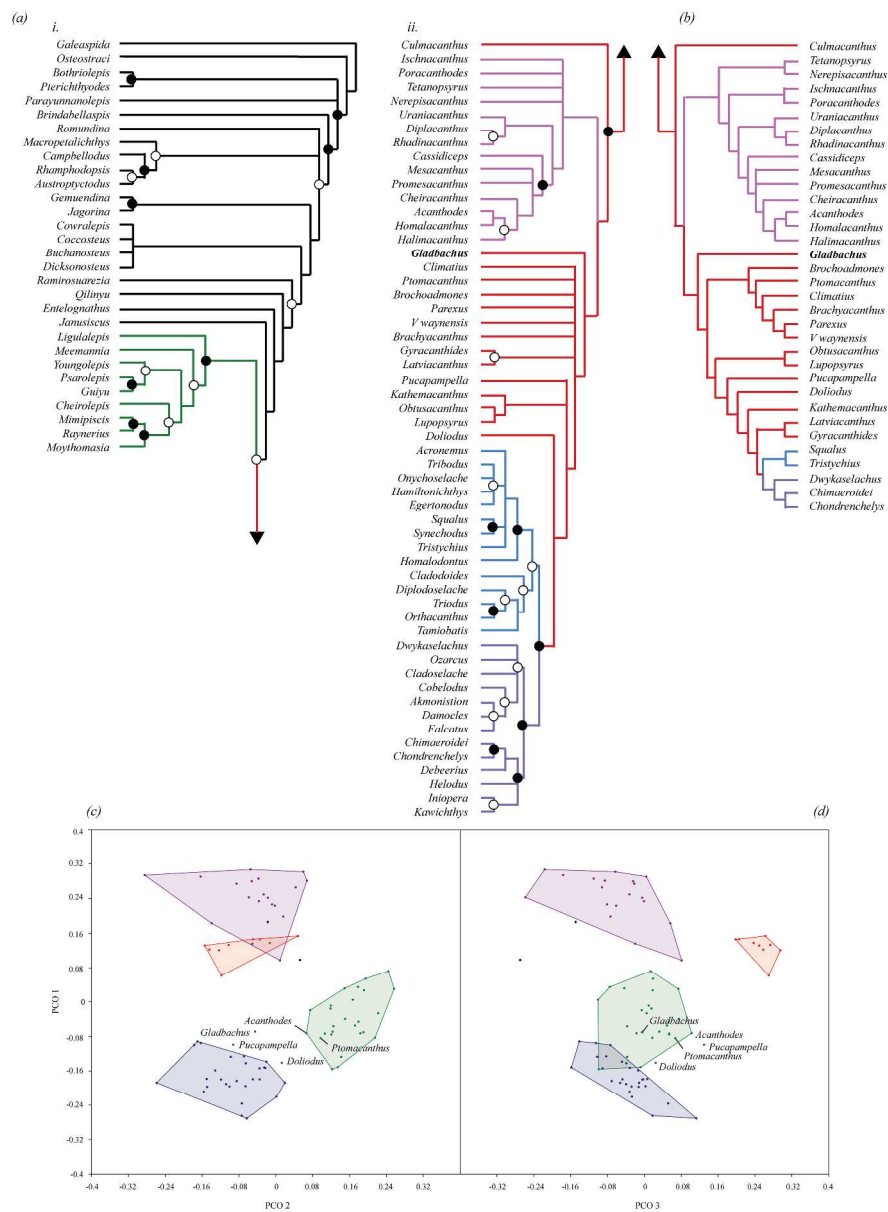 (a)
i.
Galeaspida
Osteostraci
Bothriolepis
Pterichthyodes
Parayunnanolepis
Brindabellaspis
Romundina
Macropetalichthys
Campbellodus
Rhamphodopsis
Austroptyctodus
Gemuendina
Jagorina
Cowralepis
Coccosteus
Buchanosteus
Dicksonosteus
Ramirosuarezia
Qilinyu
Entelognathus
Janusiscus
Ligulalepis
Meemannia
Youngolepis
Psarolepis
Guiyu
Cheirolepis
Mimipiscis
Raynerius
Moythomasia
ii.
Culmacanthus
Ischnacanthus
Poracanthodes
Tetanopsyrus
Nerepisacanthus
Uraniacanthus
Diplacanthus
Rhadinacanthus
Cassidiceps
Mesacanthus
Promesacanthus
Cheiracanthus
Acanthodes
Homalacanthus
Halimacanthus
Gladbachus
Climatius
Ptomacanthus
Brochoadmones
Parexus
V waynensis
Brachyacanthus
Gyracanthides
Latviacanthus
Pucapampella
Kathemacanthus
Obtusacanthus
Lupopsyrus
Doliodus
Acronemus
Tribodus
Onychoselache
Hamiltonichthys
Egertonodus
Squalus
Synechodus
Tristychius
Homalodontus
Cladodoides
Diplodoselache
Triodus
Orthacanthus
Tamiobatis
Dwykaselachus
Ozarcus
Cladoselache
Cobelodus
Akmonistion
Damocles
Falcatus
Chimaeroidei
Chondrenchelys
Debeerius
Helodus
Iniopera
Kawichthys
(b)
Culmacanthus
Tetanopsyrus
Nerepisacanthus
Ischnacanthus
Poracanthodes
Uraniacanthus
Diplacanthus
Rhadinacanthus
Cassidiceps
Mesacanthus
Promesacanthus
Cheiracanthus
Acanthodes
Homalacanthus
Halimacanthus
Gladbachus
Brochoadmones
Ptomacanthus
Climatius
Brachyacanthus
Parexus
V waynensis
Obtusacanthus
Lupopsyrus
Pucapampella
Doliodus
Kathemacanthus
Latviacanthus
Gyracanthides
Squalus
Tristychius
Dwykaselachus
Chimaeroidei
Chondrenchelys
(c)
0.4
0.32
0.24
0.16
0.08
0
-0.08
-0.16
-0.24
-0.32
-0.4
PCO 1
Acanthodes
Gladbachus
Pucapampella
Ptomacanthus
Doliodus
-0.4 -0.32 -0.24 -0.16 -0.08 0 0.08 0.16 0.24 0.32
PCO 2
(d)
Gladbachus
Acanthodes
Pucapampella
Ptomacanthus
Doliodus
-0.4 -0.32 -0.24 -0.16 -0.08 0 0.08 0.16 0.24 0.32 0.4
PCO 3